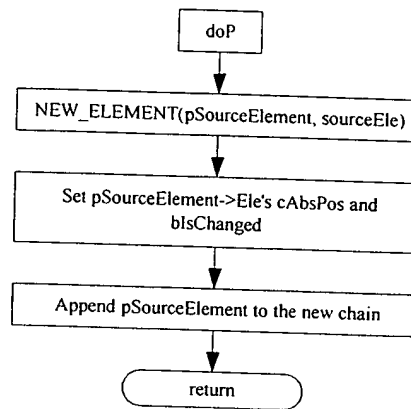 doP
NEW_ELEMENT(pSourceElement, sourceEle)
Set pSourceElement->Ele's cAbsPos and
bIsChanged
Append pSourceElement to the new chain
return